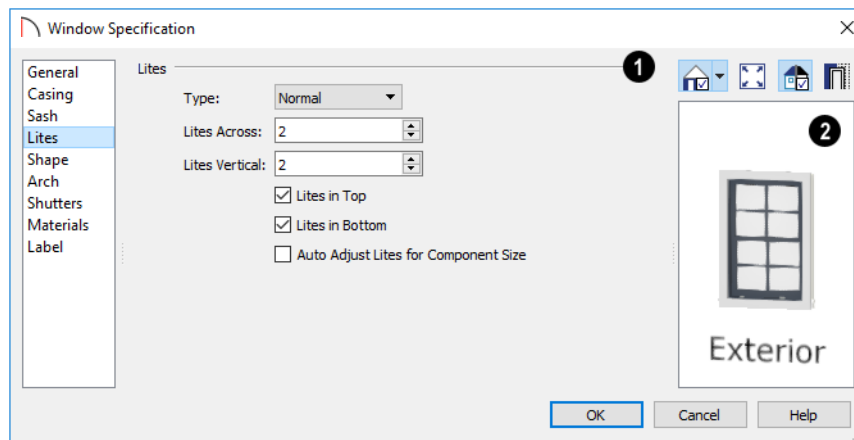 Window Specification
General
Casing
Sash
Lites
Shape
Arch
Shutters
Materials
Label
Lites
1
Type: Normal
Lites Across: 2
Lites Vertical: 2
Lites in Top
Lites in Bottom
Auto Adjust Lites for Component Size
2
Exterior
OK Cancel Help